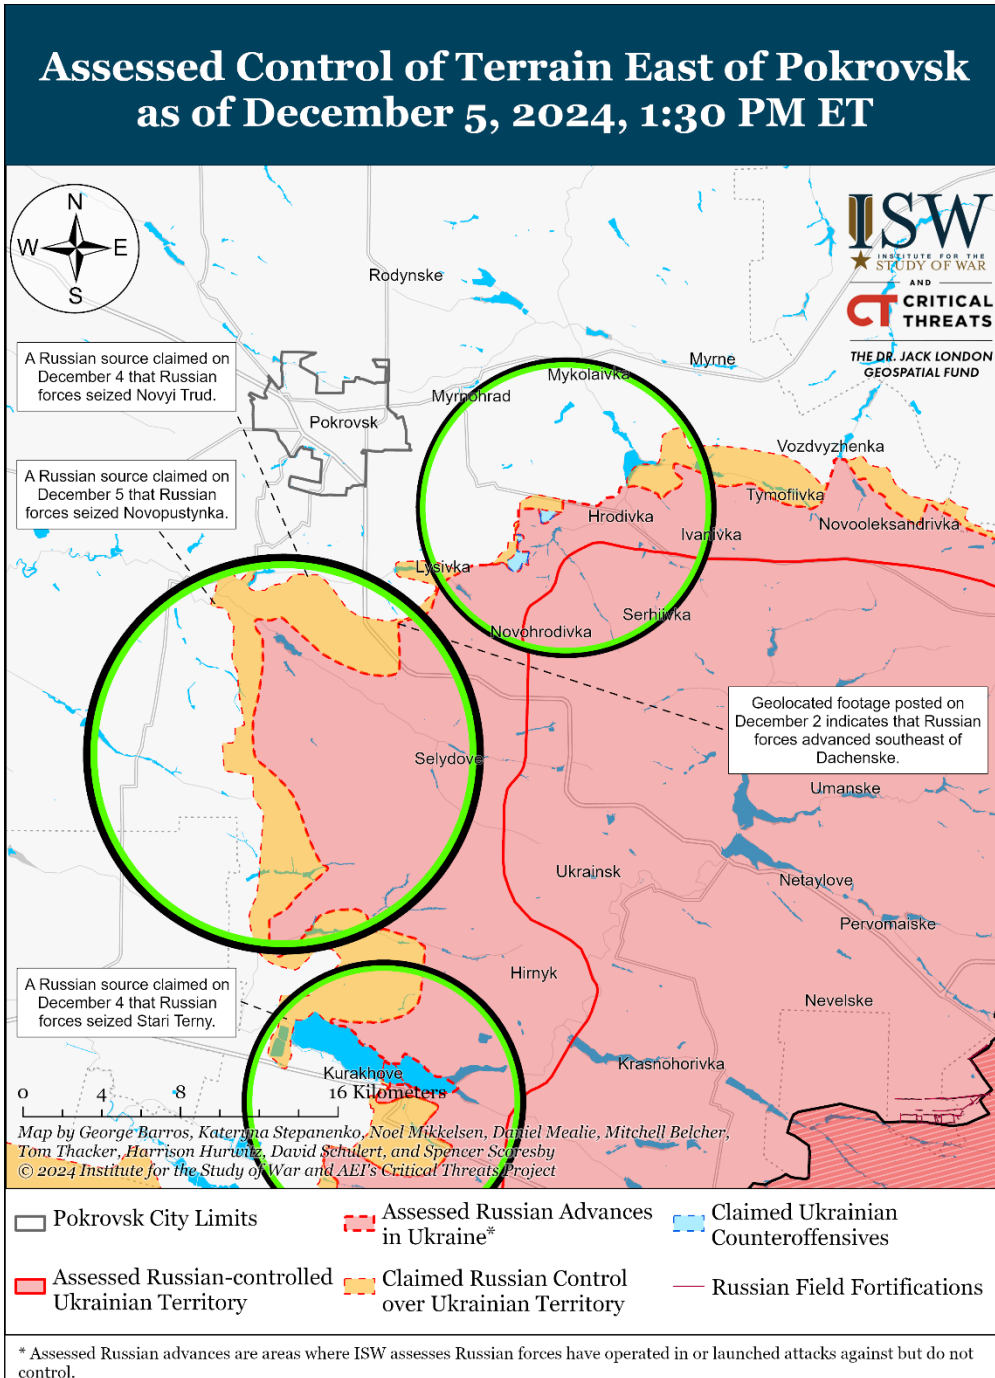 Assessed Control of Terrain East of Pokrovsk
as of December 5, 2024, 1:30 PM ET
N
W
E
S
ISW
INSTITUTE FOR THE
STUDY OF WAR
AND
CT CRITICAL
THREATS
THE DR. JACK LONDON
GEOSPATIAL FUND
Rodynske
A Russian source claimed on
December 4 that Russian
forces seized Novyi Trud.
Myrne
Mykolaivka
Myrnohrad
Pokrovsk
Vozdvyzhenka
A Russian source claimed on
December 5 that Russian
forces seized Novopustynka.
Tymofiivka
Hrodivka
Novooleksandrivka
Ivanivka
Lysivka
Serhiivka
Novohrodivka
Geolocated footage posted on
December 2 indicates that Russian
forces advanced southeast of
Dachenske.
Selydove
Umanske
Ukrainsk
Netaylove
Pervomaiske
Hirnyk
A Russian source claimed on
December 4 that Russian
forces seized Stari Terny.
Nevelske
Krasnohorivka
Kurakhove
0 4 8 16 Kilometers
Map by George Barros, Kateryna Stepanenko, Noel Mikkelsen, Daniel Mealie, Mitchell Belcher,
Tom Thacker, Harrison Hurwitz, David Schulert, and Spencer Scoresby
© 2024 Institute for the Study of War and AEI's Critical Threats Project
Pokrovsk City Limits
Assessed Russian Advances
in Ukraine*
Claimed Ukrainian
Counteroffensives
Assessed Russian-controlled
Ukrainian Territory
Claimed Russian Control
over Ukrainian Territory
Russian Field Fortifications
* Assessed Russian advances are areas where ISW assesses Russian forces have operated in or launched attacks against but do not
control.